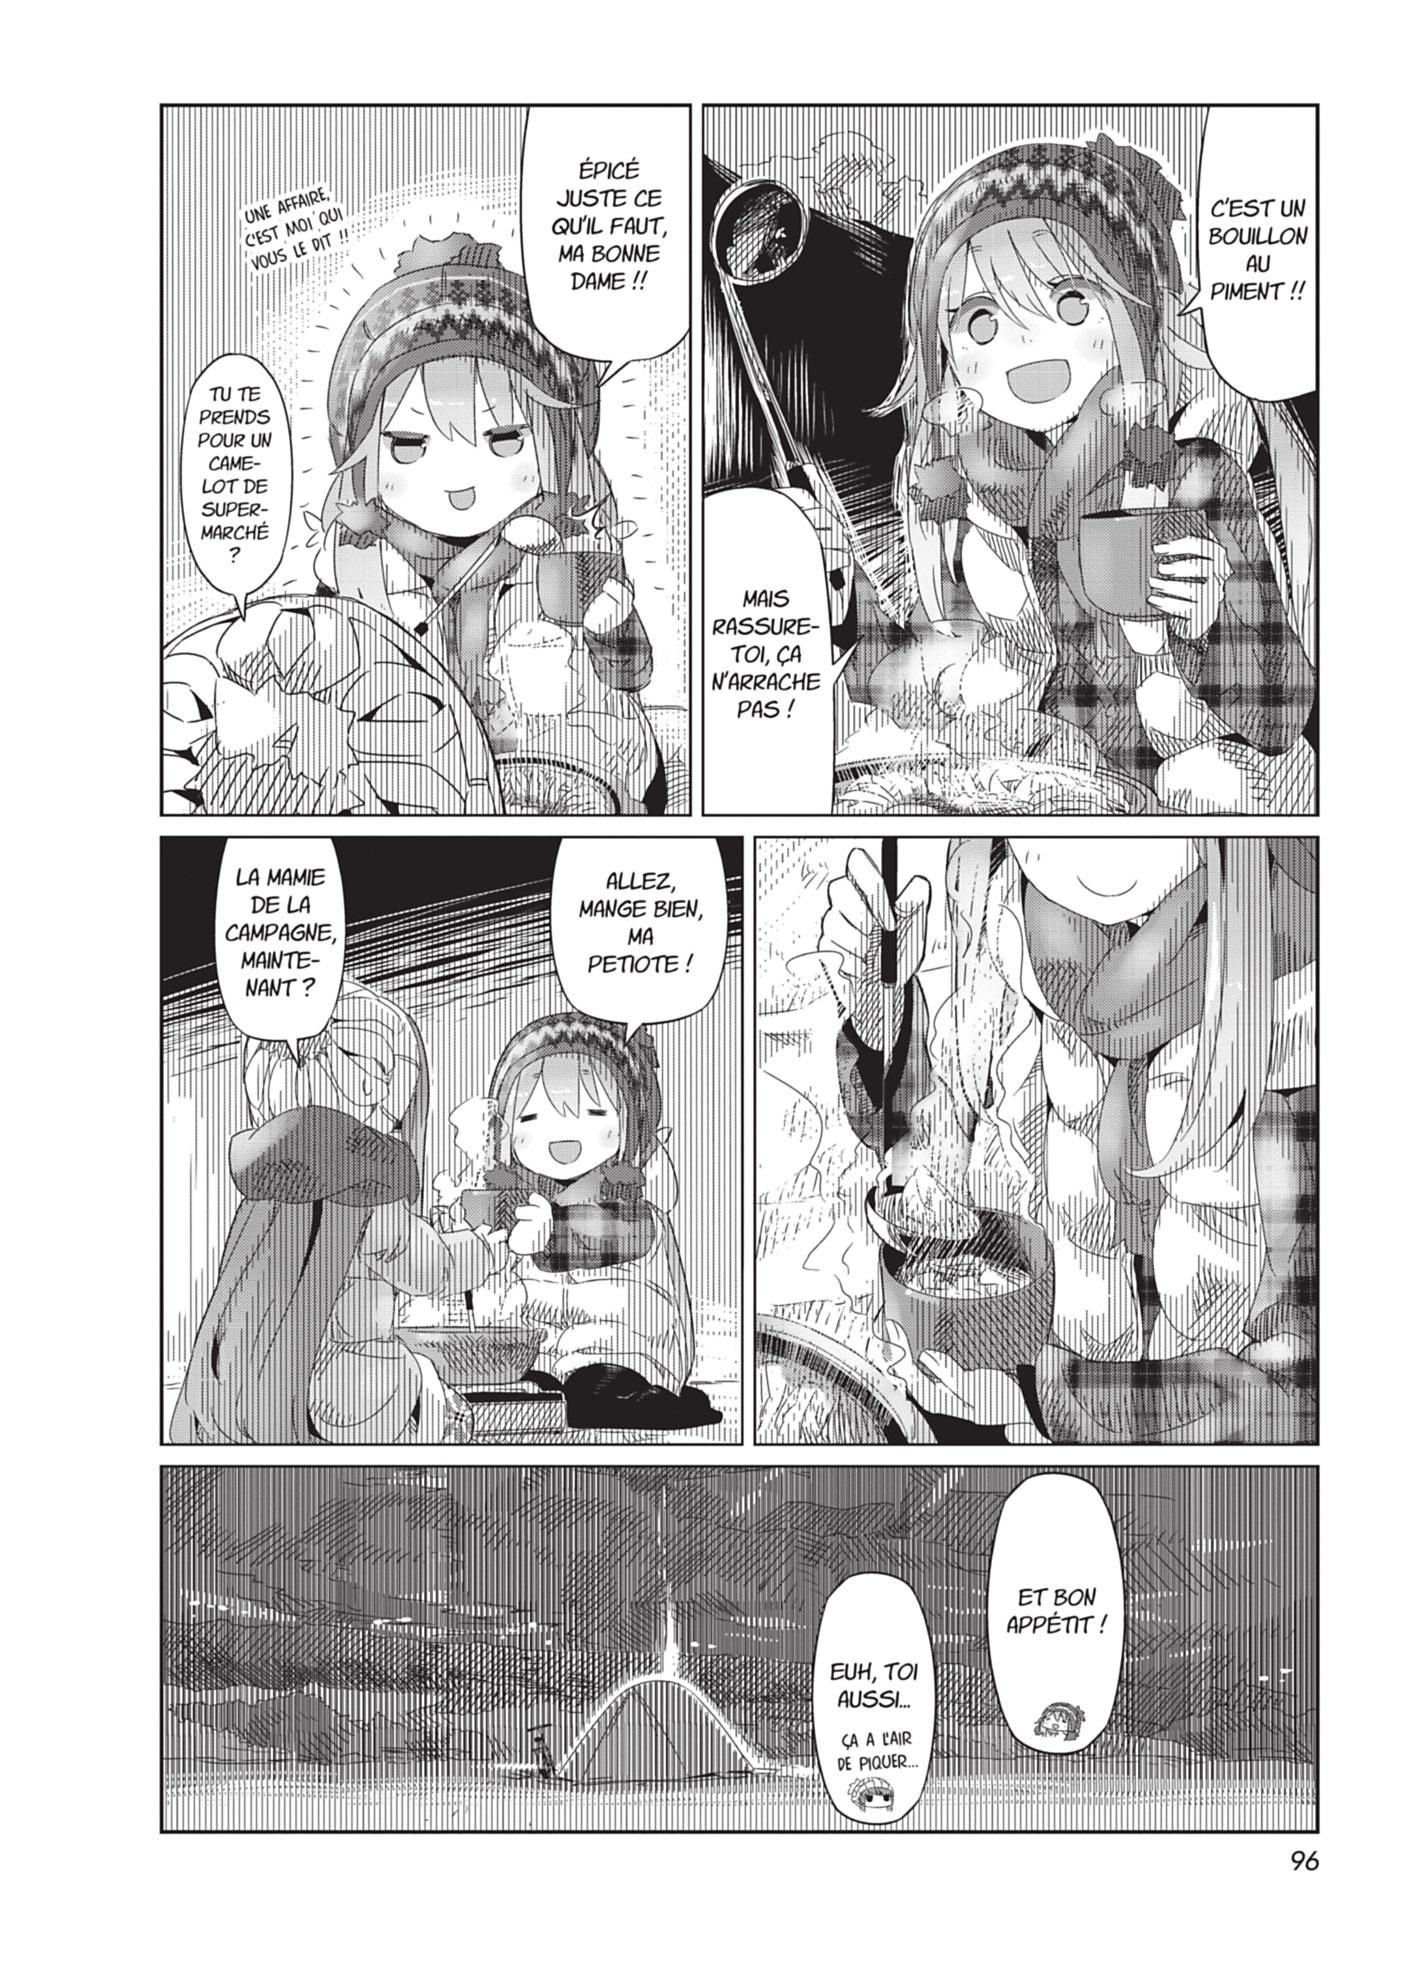 C'EST UN
BOUILLON
AU
PIMENT !!
MAIS
RASSURE-
TOI, ÇA
N'ARRACHE
PAS !
ÉPICÉ
JUSTE CE
QU'IL FAUT,
MA BONNE
DAME !!
UNE AFFAIRE,
C'EST MOI QUI
VOUS LE DIT !!
TU TE
PRENDS
POUR UN
CAME-
LOT DE
SUPER-
MARCHÉ
?
ALLEZ,
MANGE BIEN,
MA
PETIOTE !
LA MAMIE
DE LA
CAMPAGNE,
MAINTE-
NANT ?
ET BON
APPÉTIT !
EUH, TOI
AUSSI...
ÇA A L'AIR
DE PIQUER...
96